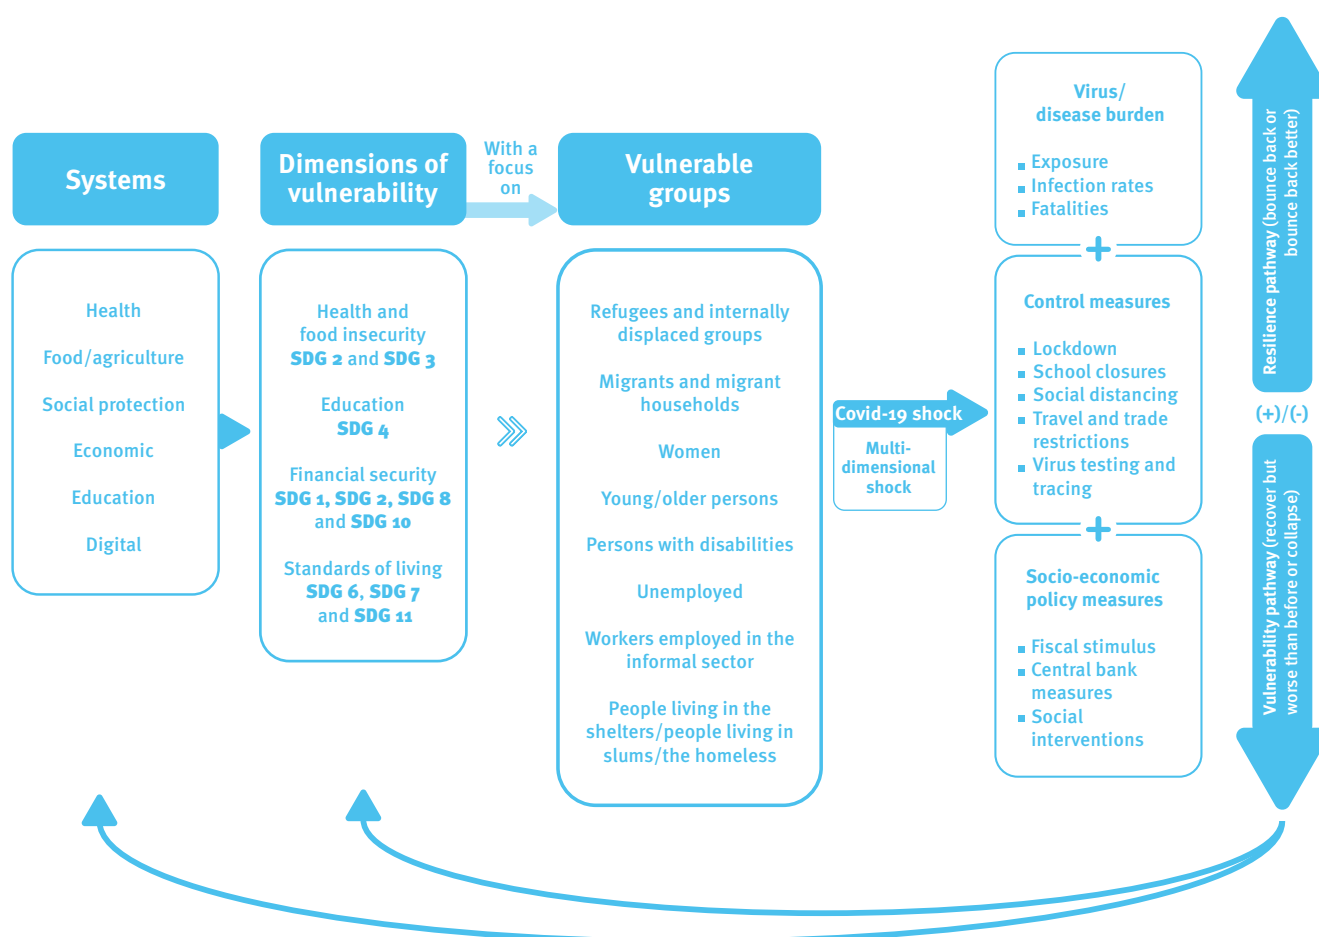 Systems
Health
Food/agriculture
Social protection
Economic
Education
Digital
Dimensions of
vulnerability
Health and
food insecurity
SDG 2 and SDG 3
Education
SDG 4
Financial security
SDG 1, SDG 2, SDG 8
and SDG 10
Standards of living
SDG 6, SDG 7
and SDG 11
With a
focus
on
Vulnerable
groups
Refugees and internally
displaced groups
Migrants and migrant
households
Women
Young/older persons
Persons with disabilities
Unemployed
Workers employed in the
informal sector
People living in the
shelters/people living in
slums/the homeless
Covid-19 shock
Multi-
dimensional
shock
Virus/
disease burden
Exposure
Infection rates
Fatalities
+
Control measures
Lockdown
School closures
Social distancing
Travel and trade
restrictions
Virus testing and
tracing
+
Socio-economic
policy measures
Fiscal stimulus
Central bank
measures
Social
interventions
Resilience pathway (bounce back or
bounce back better)
(+)/(-)
Vulnerability pathway (recover but
worse than before or collapse)